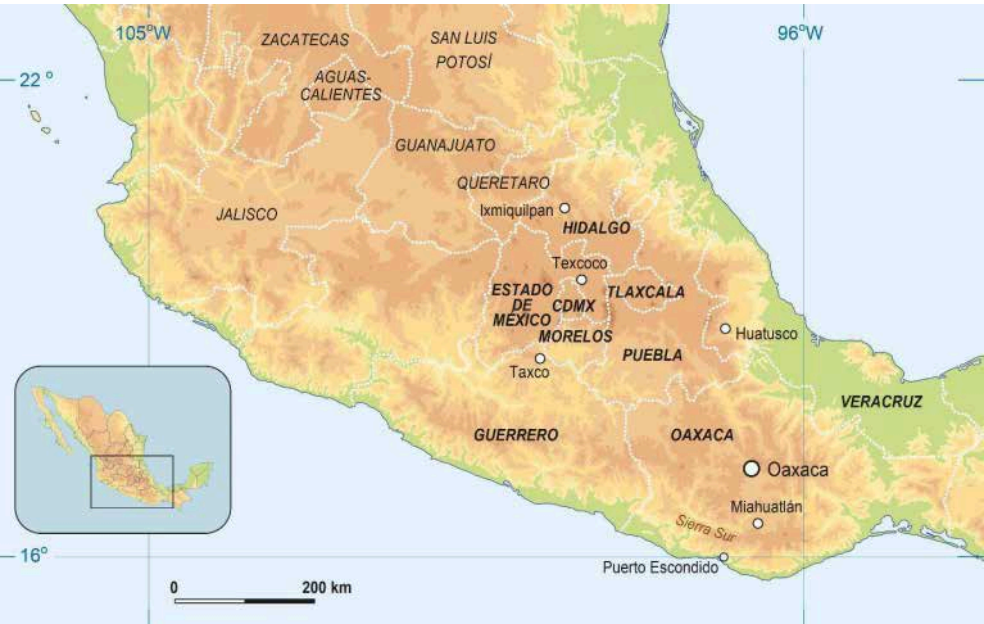 105°W
96°W
ZACATECAS
SAN LUIS
POTOSÍ
22 °
AGUAS-
CALIENTES
GUANAJUATO
QUERETARO
Ixmiquilpan
JALISCO
HIDALGO
Texcoco
ESTADO
DE
MÉXICO
CDMX
TLAXCALA
MORELOS
Huatusco
PUEBLA
Taxco
VERACRUZ
GUERRERO
OAXACA
Oaxaca
Miahuatlán
Sierra Sur
16°
Puerto Escondido
0 200 km